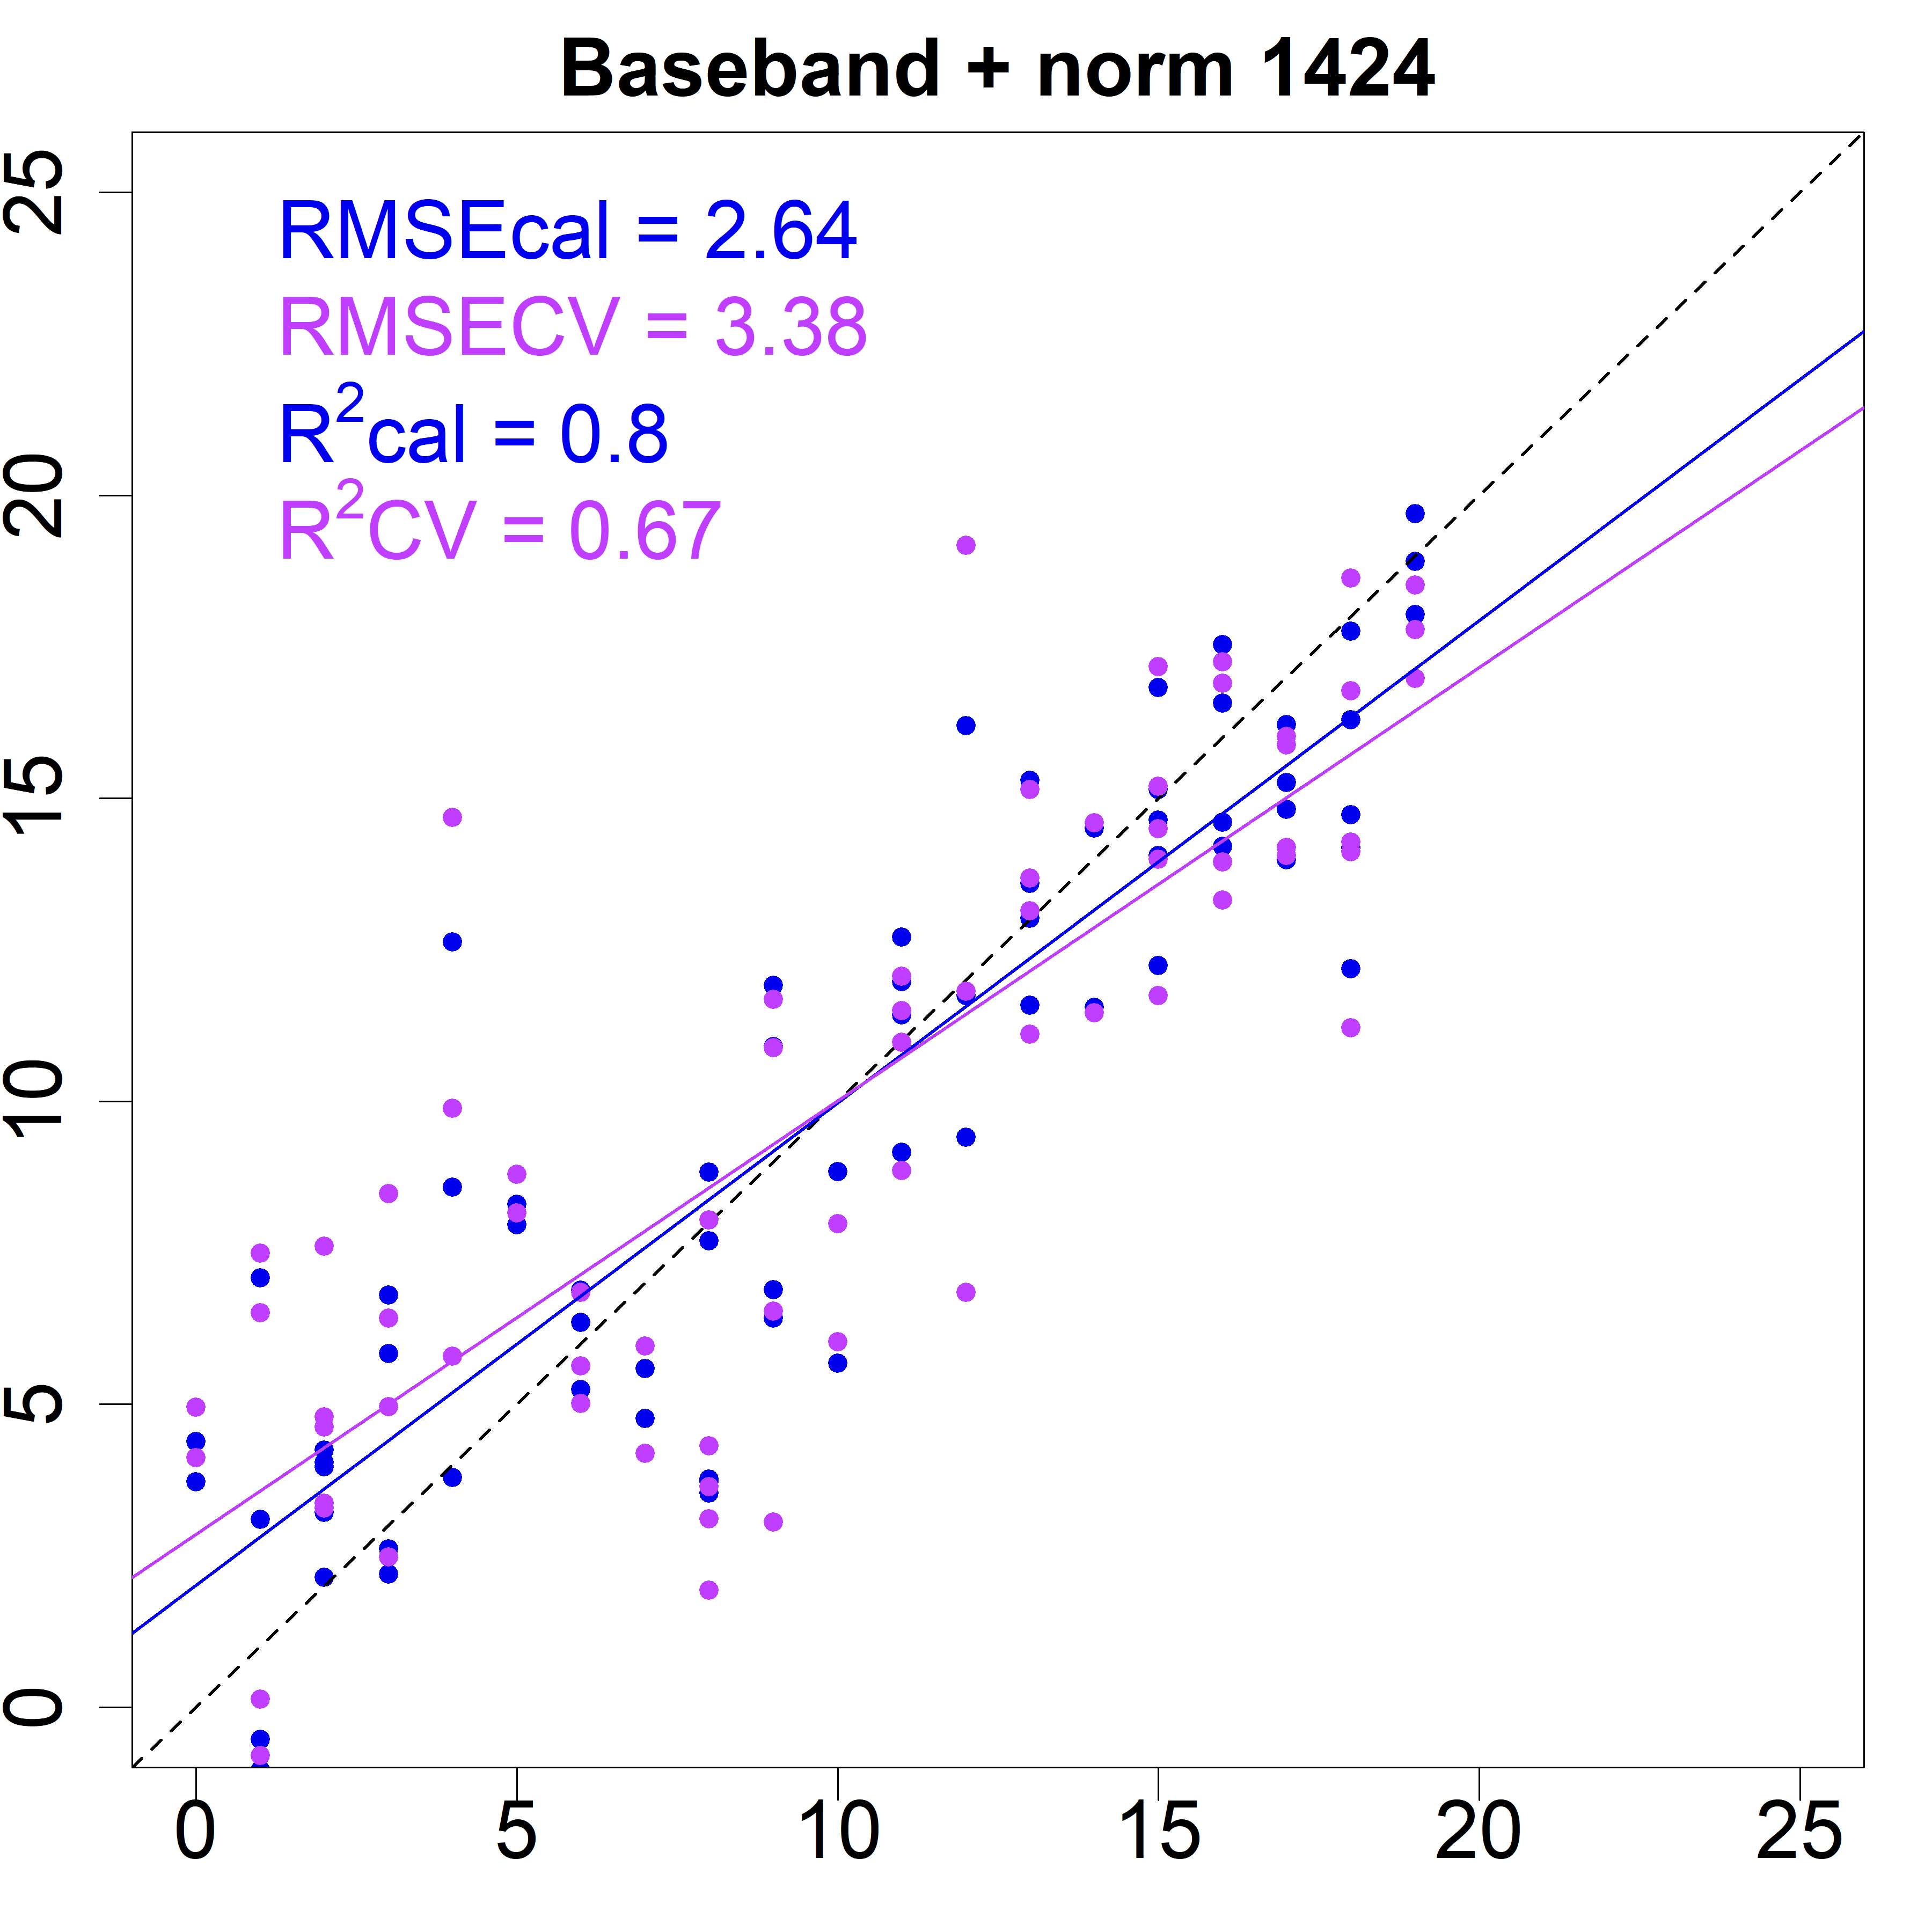 Baseband + norm 1424
25
20
15
10
5
0
RMSEcal = 2.64
RMSECV = 3.38
R²cal = 0.8
R²CV = 0.67
0 5 10 15 20 25